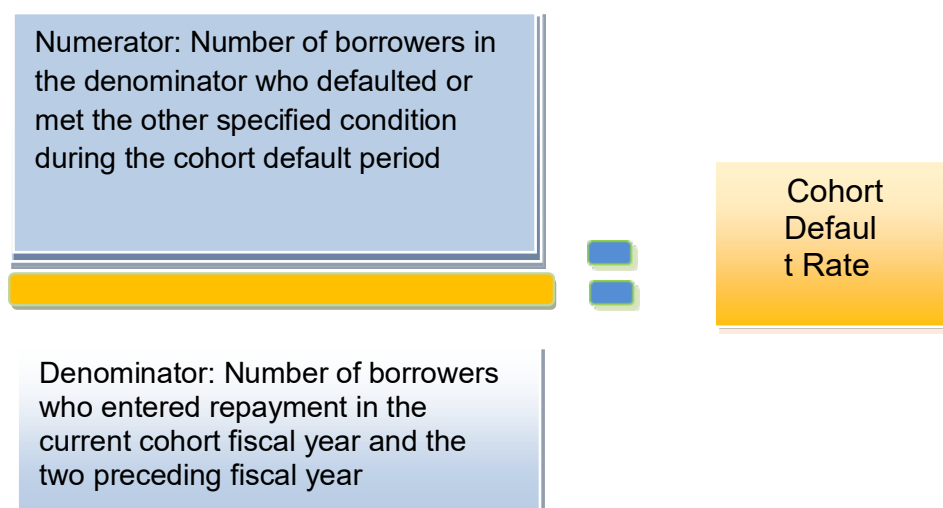 Numerator: Number of borrowers in
the denominator who defaulted or
met the other specified condition
during the cohort default period
Cohort
Defaul
t Rate
Denominator: Number of borrowers
who entered repayment in the
current cohort fiscal year and the
two preceding fiscal year